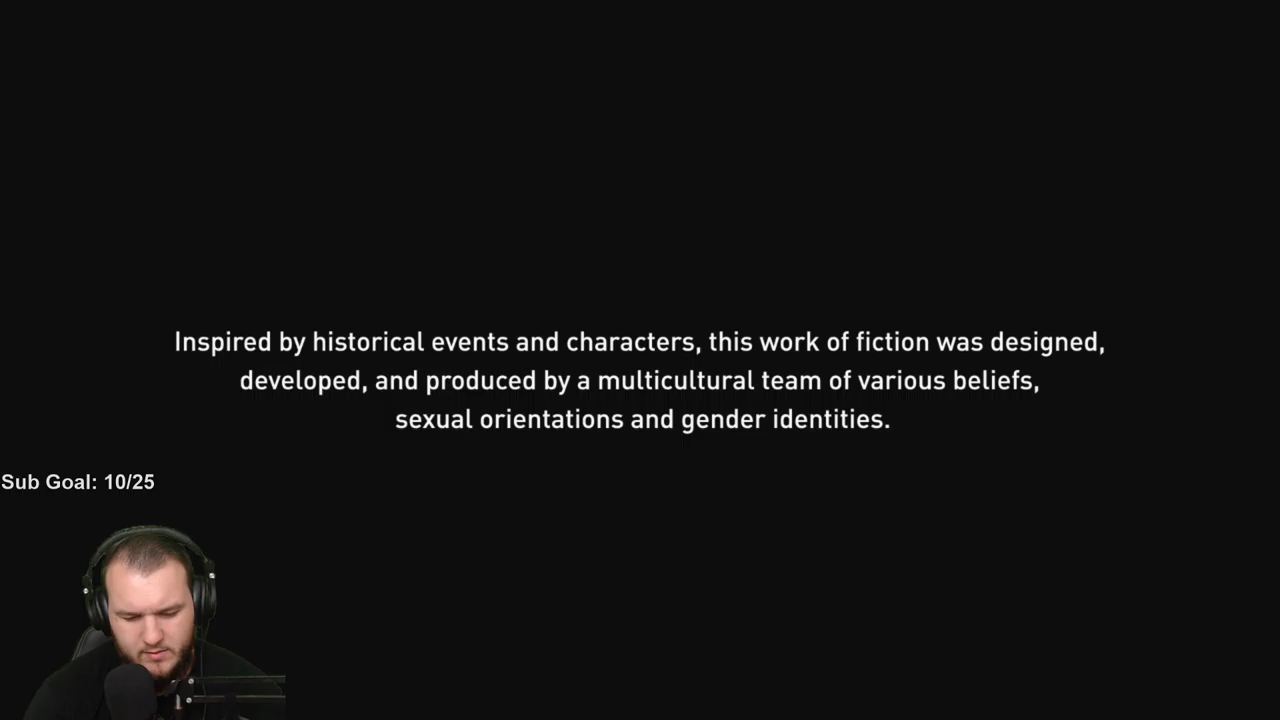 Inspired by historical events and characters, this work of fiction was designed,
developed, and produced by a multicultural team of various beliefs,
sexual orientations and gender identities.
Sub Goal: 10/25